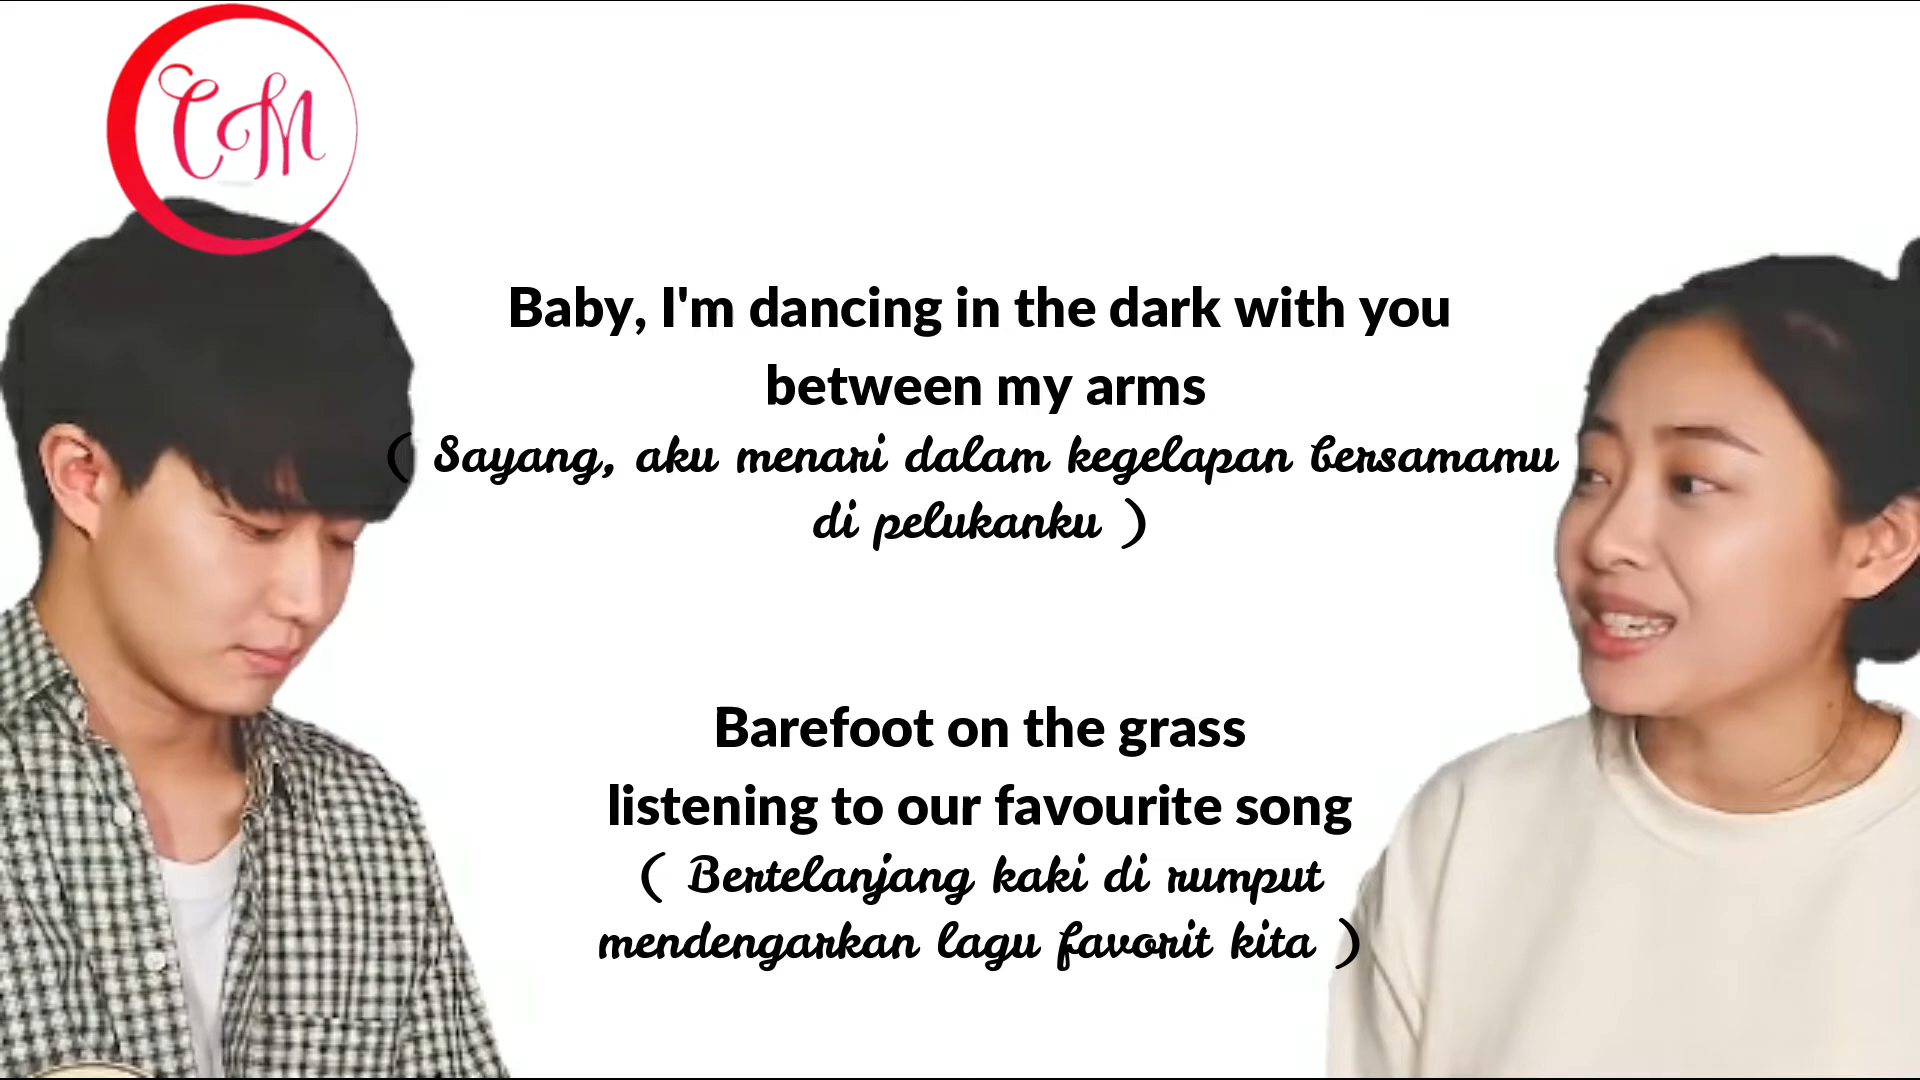 CM
Baby, I'm dancing in the dark with you
between my arms
( Sayang, aku menari dalam kegelapan bersamamu
di pelukanku )
Barefoot on the grass
listening to our favourite song
( Bertelanjang kaki di rumput
mendengarkan lagu favorit kita )